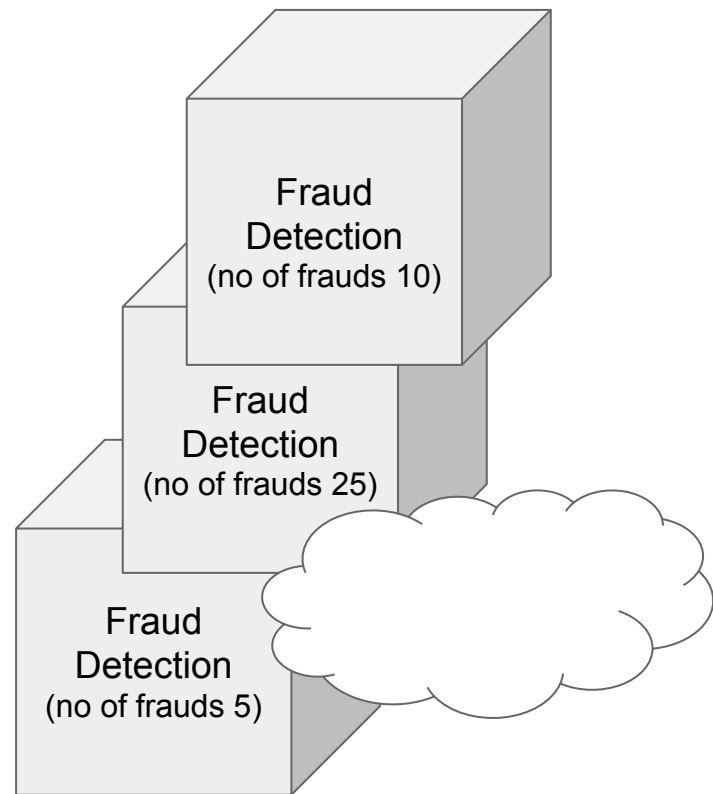 Fraud
Detection
(no of frauds 10)
Fraud
Detection
(no of frauds 25)
Fraud
Detection
(no of frauds 5)